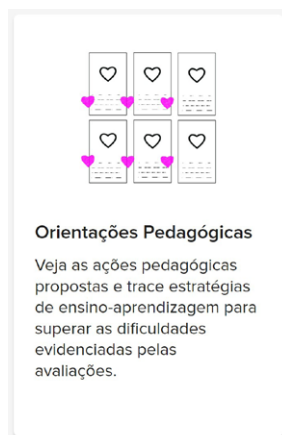 Orientações Pedagógicas
Veja as ações pedagógicas
propostas e trace estratégias
de ensino-aprendizagem para
superar as dificuldades
evidenciadas pelas
avaliações.